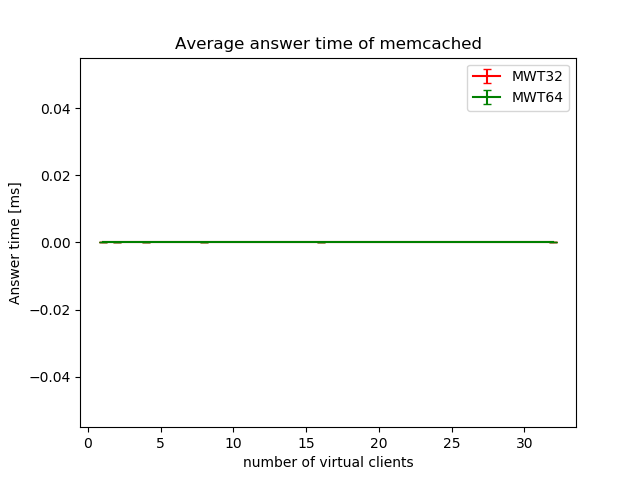 Average answer time of memcached
MWT32
MWT64
0.04
0.02
0.00
−0.02
−0.04
Answer time [ms]
0
5
10
15
20
25
30
number of virtual clients